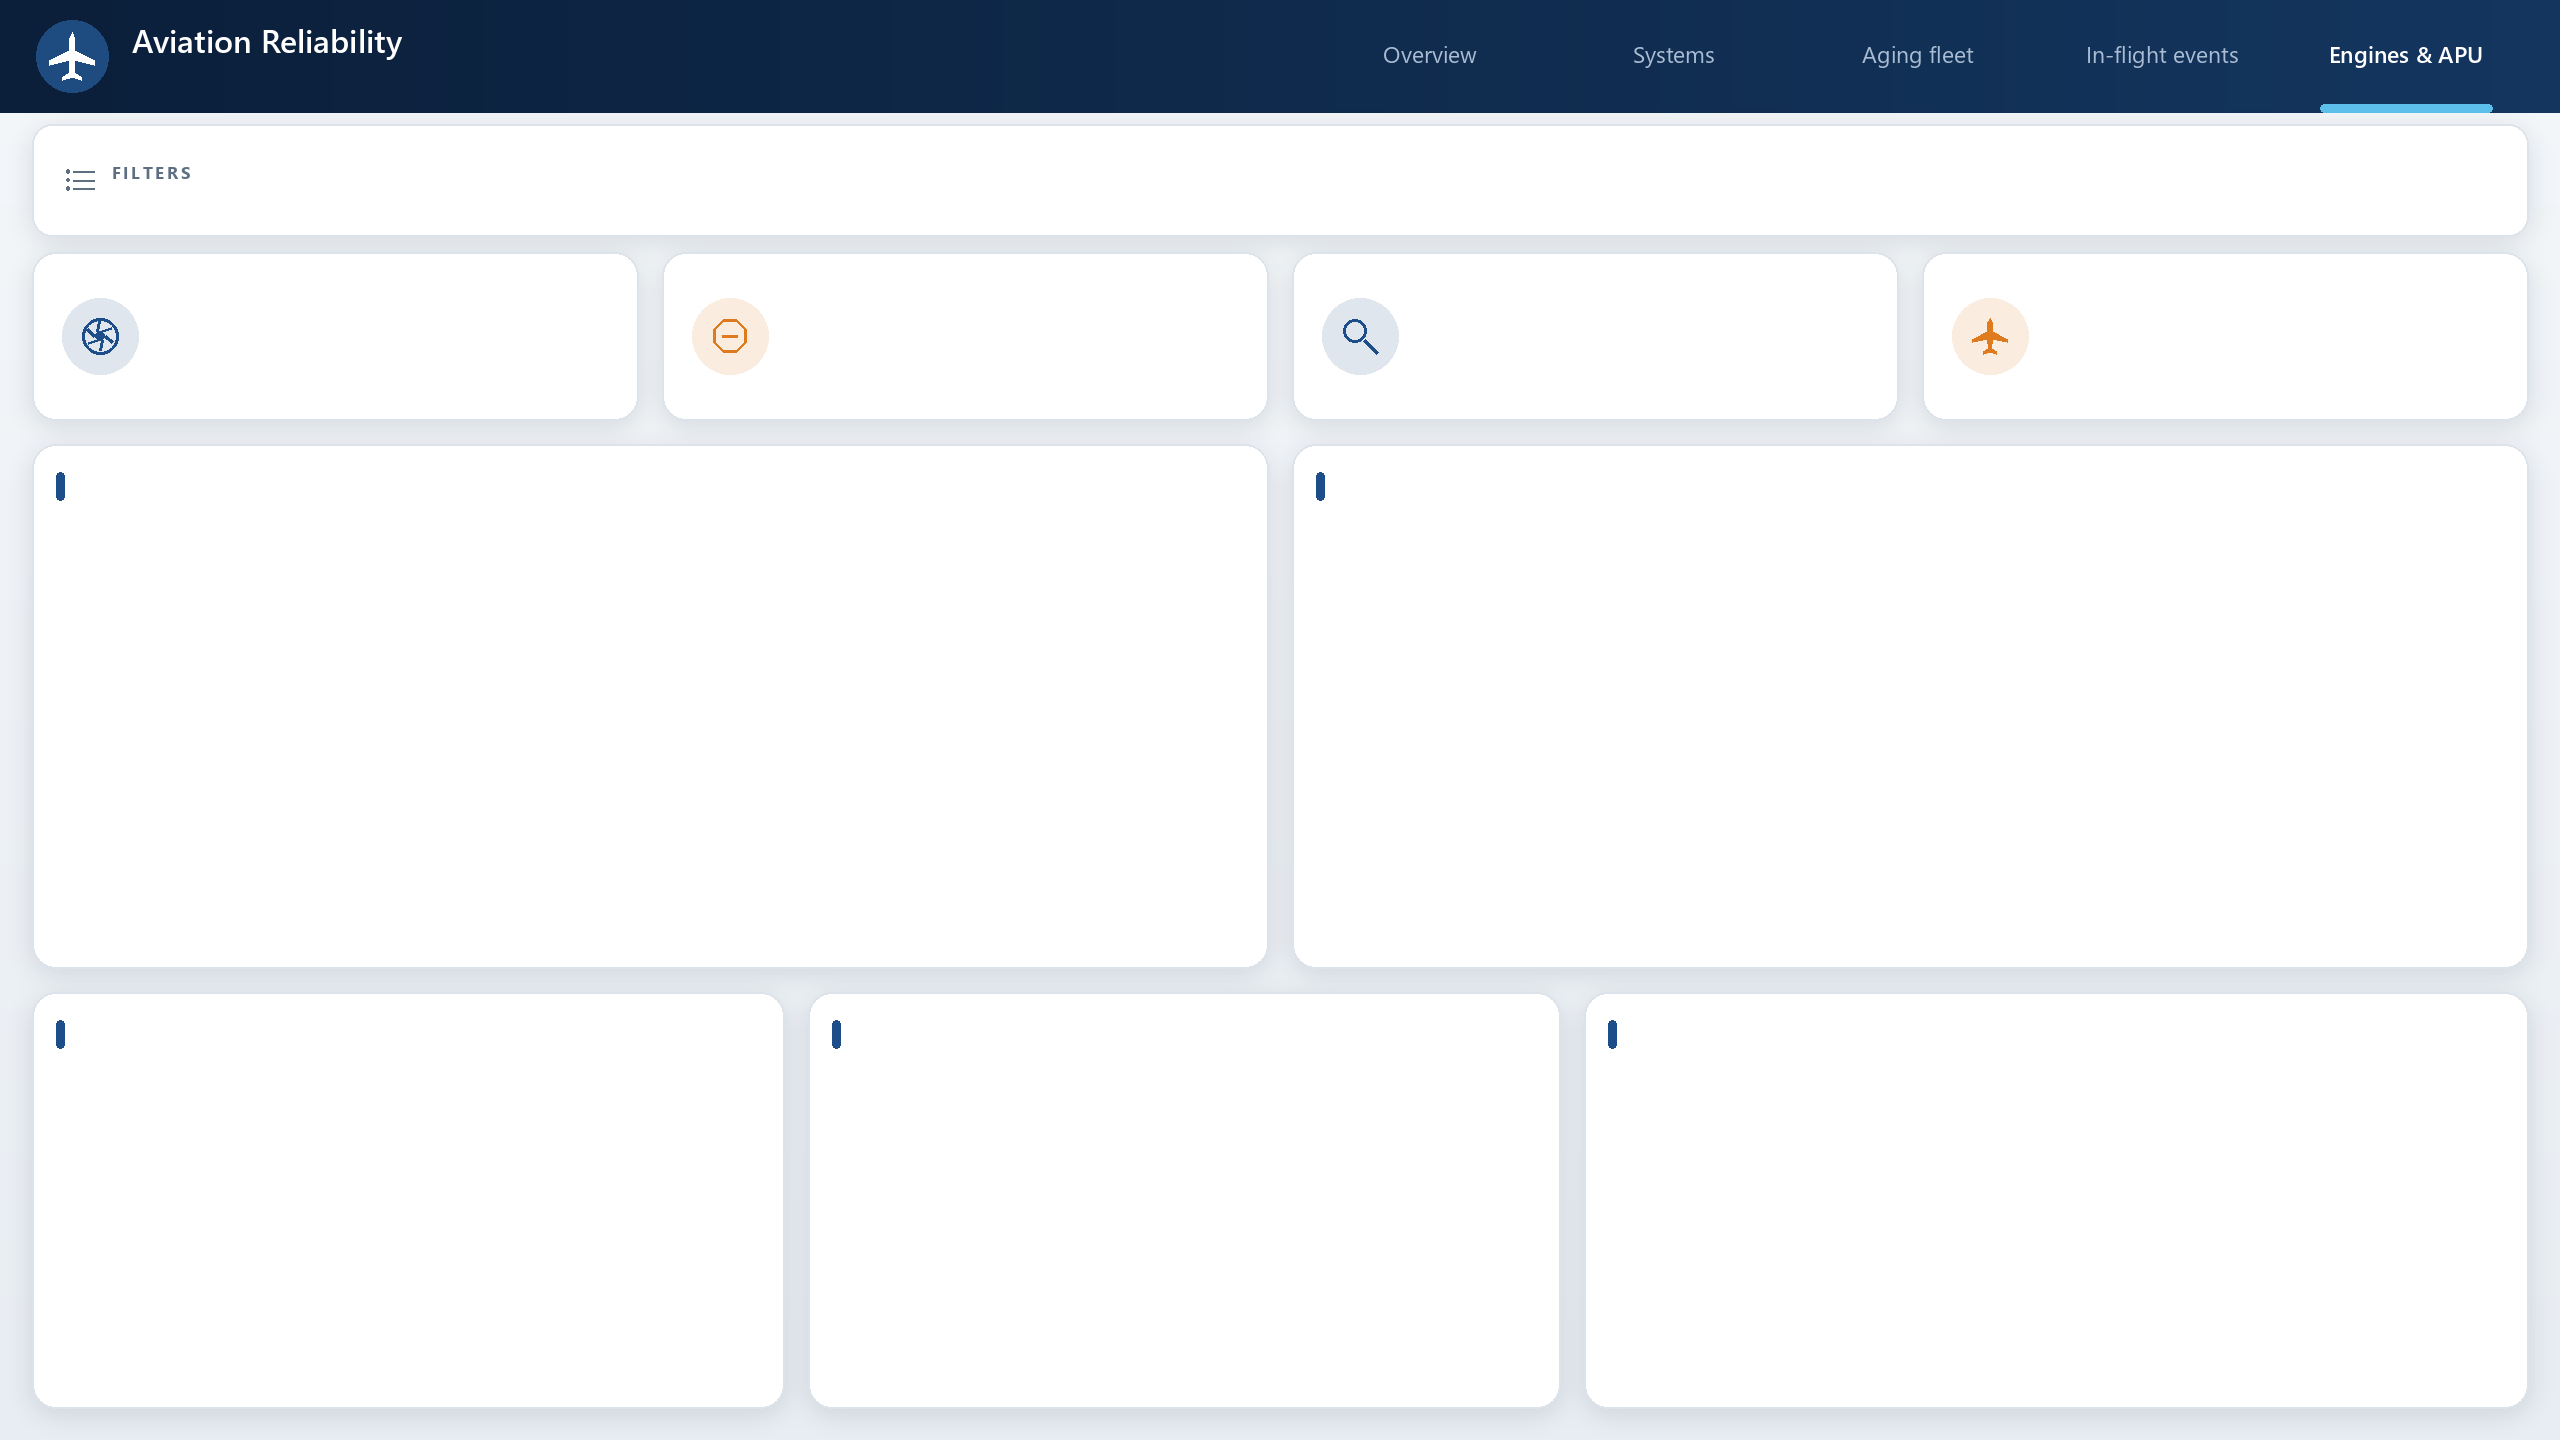 Aviation Reliability
Overview
Systems
Aging fleet
In-flight events
Engines & APU
FILTERS